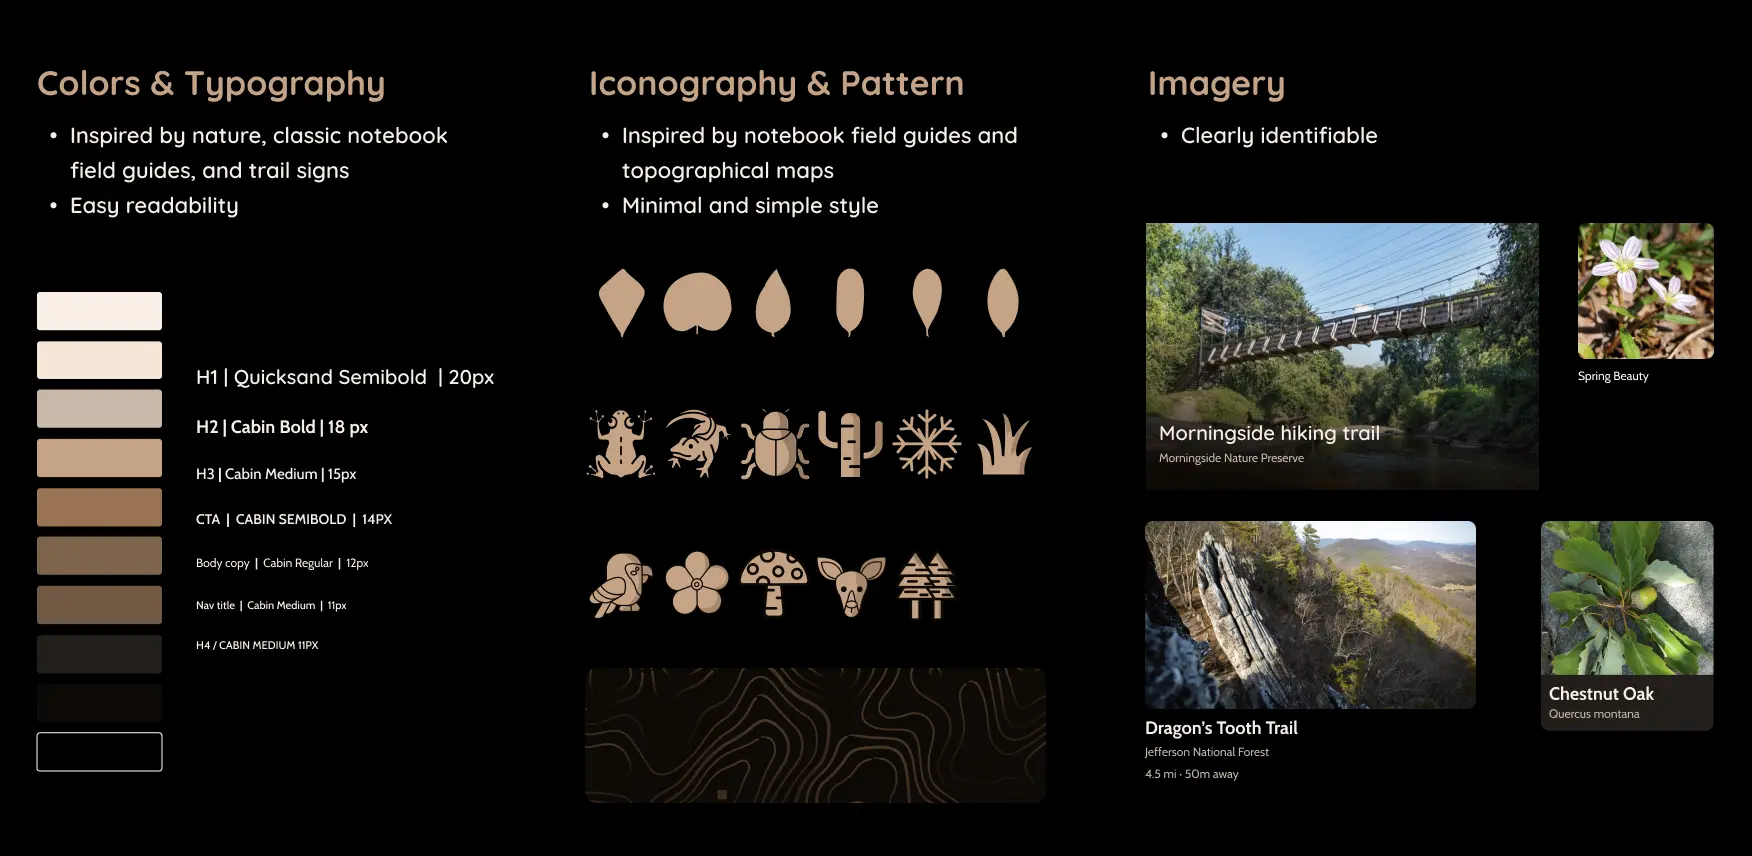 Colors & Typography
• Inspired by nature, classic notebook
field guides, and trail signs
• Easy readability
H1 | Quicksand Semibold | 20px
H2 | Cabin Bold | 18 px
H3 | Cabin Medium | 15px
CTA | CABIN SEMIBOLD | 14PX
Body copy | Cabin Regular | 12px
Nav title | Cabin Medium | 11px
H4 / CABIN MEDIUM 11PX
Iconography & Pattern
• Inspired by notebook field guides and
topographical maps
• Minimal and simple style
Imagery
• Clearly identifiable
Morningside hiking trail
Morningside Nature Preserve
Spring Beauty
Dragon's Tooth Trail
Jefferson National Forest
4.5 mi · 50m away
Chestnut Oak
Quercus montana